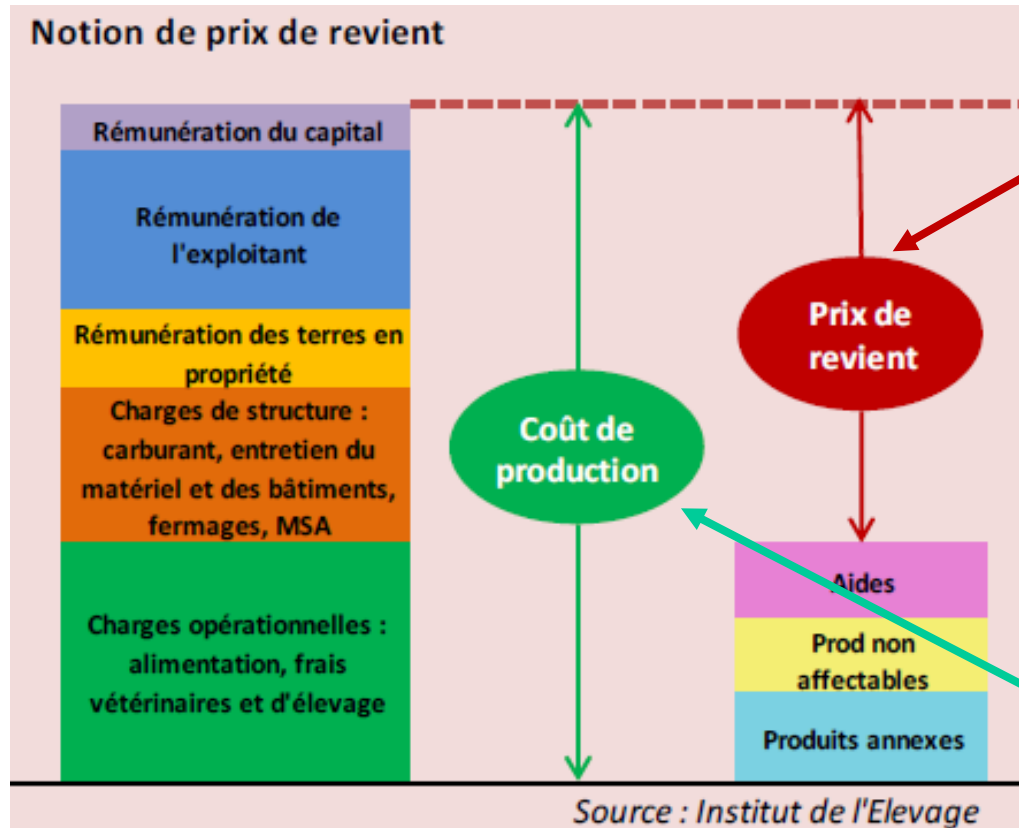 Notion de prix de revient
Rémunération du capital
Rémunération de
l'exploitant
Rémunération des terres en
propriété
Charges de structure :
carburant, entretien du
matériel et des bâtiments,
fermages, MSA
Charges opérationnelles :
alimentation, frais
vétérinaires et d'élevage
Coût de
production
Prix de
revient
Aides
Prod non
affectables
Produits annexes
Source : Institut de l'Elevage